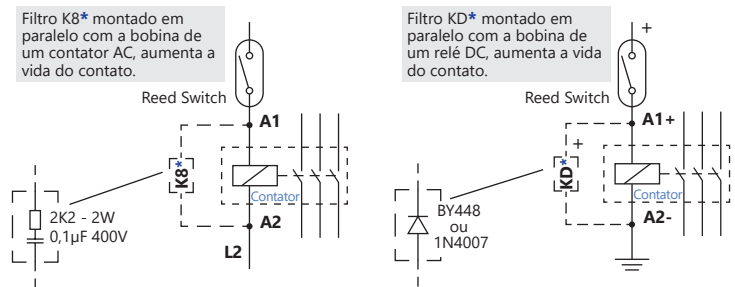 Filtro K8* montado em
paralelo com a bobina de
um contator AC, aumenta a
vida do contato.
Reed Switch
A1
K8*
Contator
2K2 - 2W
0,1µF 400V
A2
L2
Filtro KD* montado em
paralelo com a bobina de
um relé DC, aumenta a vida
do contato.
+
Reed Switch
A1+
+
KD*
Contator
BY448
ou
1N4007
A2-